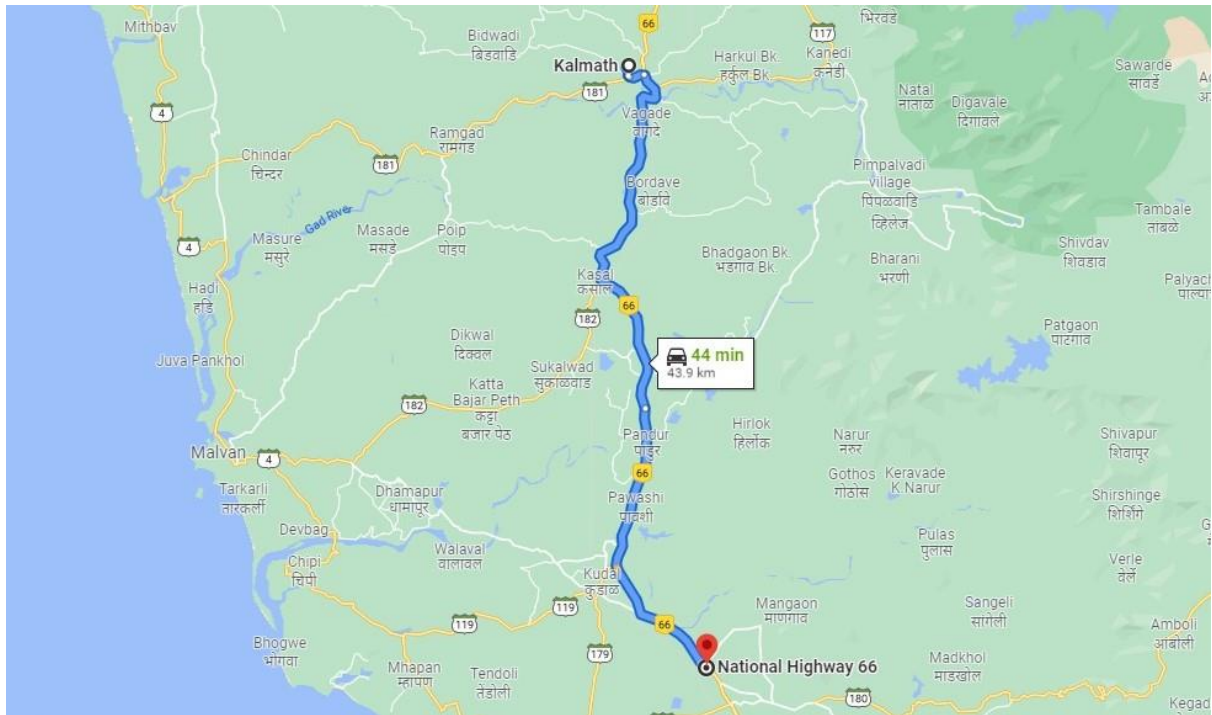 Mithbav
4
Chindar
चिन्दर
181
Ramgad
रामगड
181
Bidwadi
बिडवाडि
66
Kalmath
Harkul Bk.
हर्कुल Bk.
117
Kanedi
कनेडी
भिरवडे
Sawarde
सावर्डे
Natal
नाताळ
Digavale
दिगावले
Vagade
वागदे
Bordave
बोर्डावे
Pimpalvadi
village
पिंपळवाडि
व्हिलेज
Tambale
तांबळे
Shivdav
शिवडाव
Gad River
4
Masure
मसुरे
Masade
मसडे
Poip
पोइप
Hadi
हडि
Kasal
कसाल
Bhadgaon Bk.
भडगाव Bk.
Bharani
भरणी
Palyach
66
182
44 min
43.9 km
Patgaon
पाटगाव
Juva Pankhol
Dikwal
दिक्वल
Sukalwad
सुकाळवाड
Katta
Bajar Peth
कट्टा
बजार पेठ
182
Malvan
4
Pandur
पांडुर
Hirlok
हिर्लोक
Narur
नरुर
Gothos
गोठोस
Keravade
K.Narur
Shivapur
शिवापूर
Shirshinge
शिर्शिंगे
Tarkarli
तारकर्ली
Dhamapur
धामापूर
66
Pawashi
पावशी
Devbag
Chipi
चिपी
Walaval
वालावल
Kudal
कुडाळ
Pulas
पुलास
Verle
वेर्ले
119
119
66
Mangaon
माणगाव
Sangeli
सांगेली
Amboli
आंबोली
Bhogwe
भोगवा
Mhapan
म्हापण
Tendoli
तेंडोली
179
National Highway 66
Madkhol
माडखोल
180
Kegad